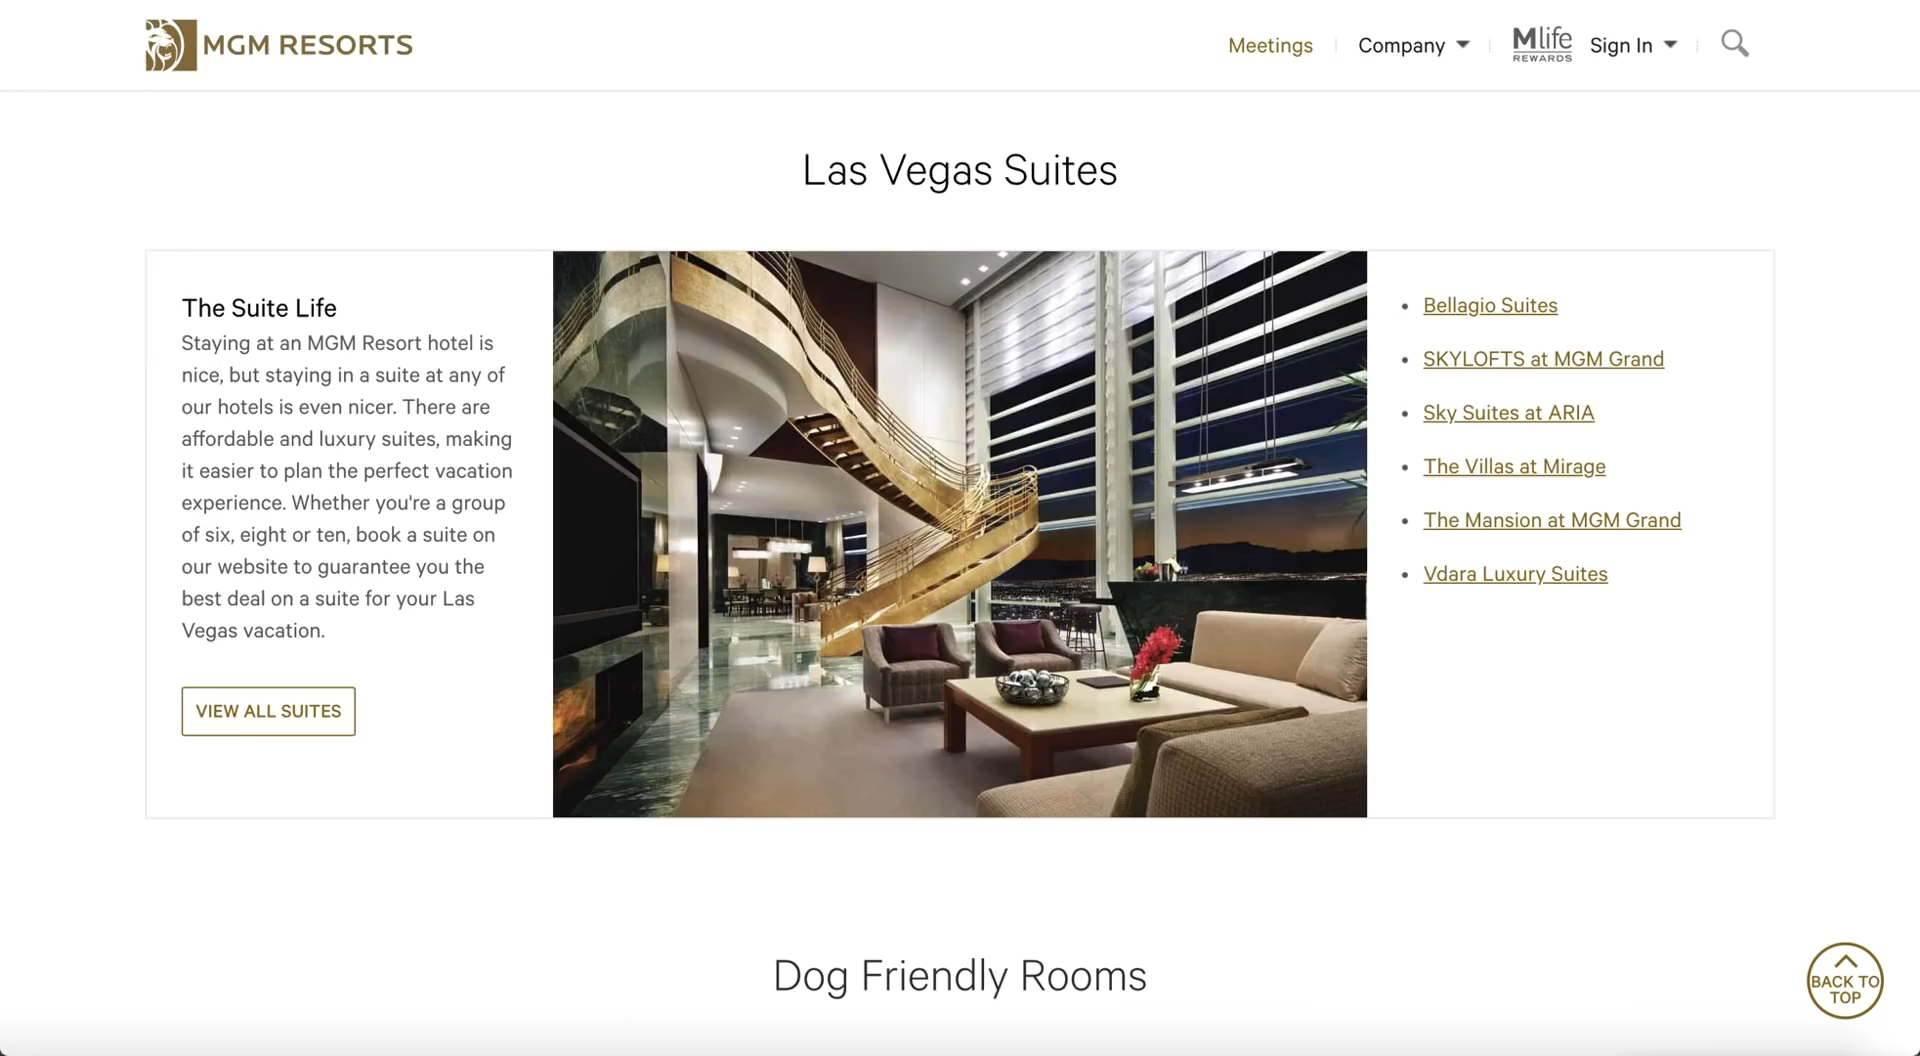 MGM RESORTS
Meetings
Company
Mlife
REWARDS
Sign In
Las Vegas Suites
The Suite Life
Staying at an MGM Resort hotel is
nice, but staying in a suite at any of
our hotels is even nicer. There are
affordable and luxury suites, making
it easier to plan the perfect vacation
experience. Whether you're a group
of six, eight or ten, book a suite on
our website to guarantee you the
best deal on a suite for your Las
Vegas vacation.
VIEW ALL SUITES
Bellagio Suites
SKYLOFTS at MGM Grand
Sky Suites at ARIA
The Villas at Mirage
The Mansion at MGM Grand
Vdara Luxury Suites
Dog Friendly Rooms
BACK TO
TOP